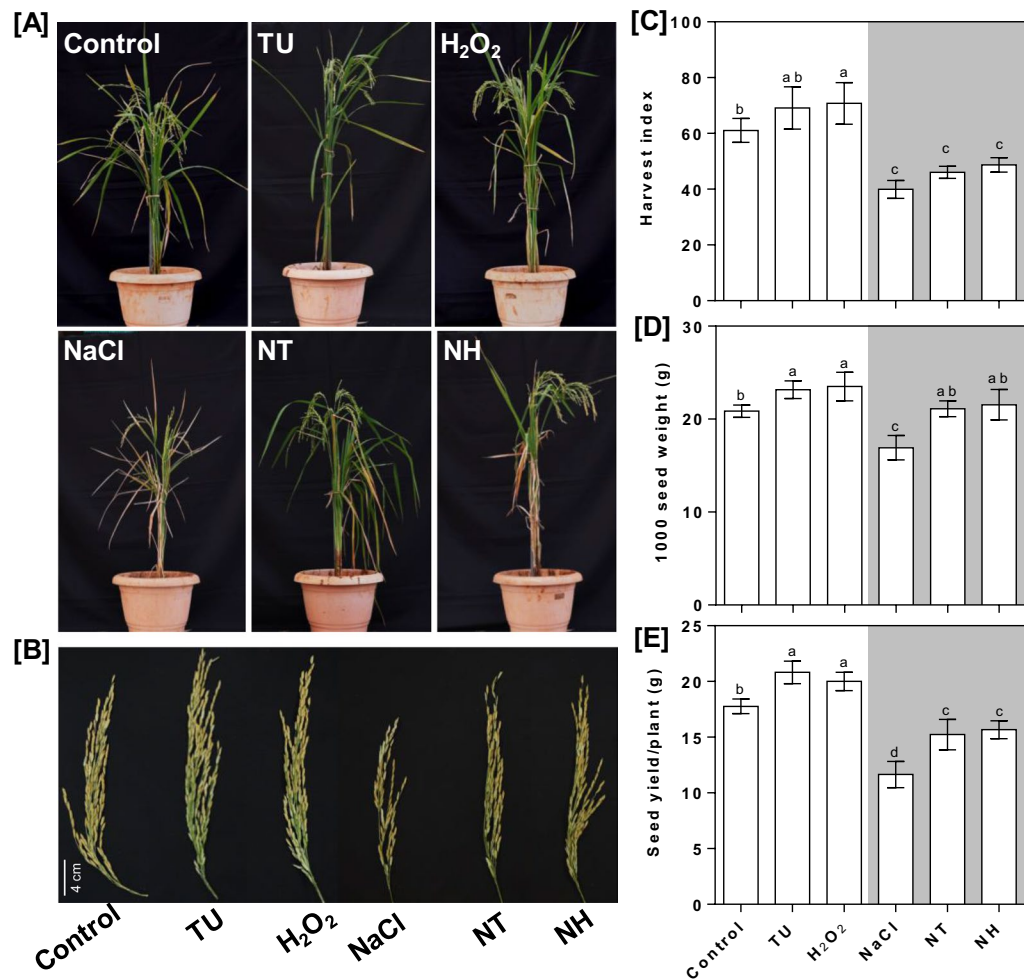 [A]
Control
TU
H₂O₂
NaCl
NT
NH
[B]
4 cm
Control
TU
H₂O₂
NaCl
NT
NH
[C]
Harvest index
100
80
60
40
20
0
b
a b
a
c
c
c
[D]
1000 seed weight (g)
30
20
10
0
b
a
a
c
a b
a b
[E]
Seed yield/plant (g)
25
20
15
10
5
0
b
a
a
d
c
c
Control
TU
H₂O₂
NaCl
NT
NH